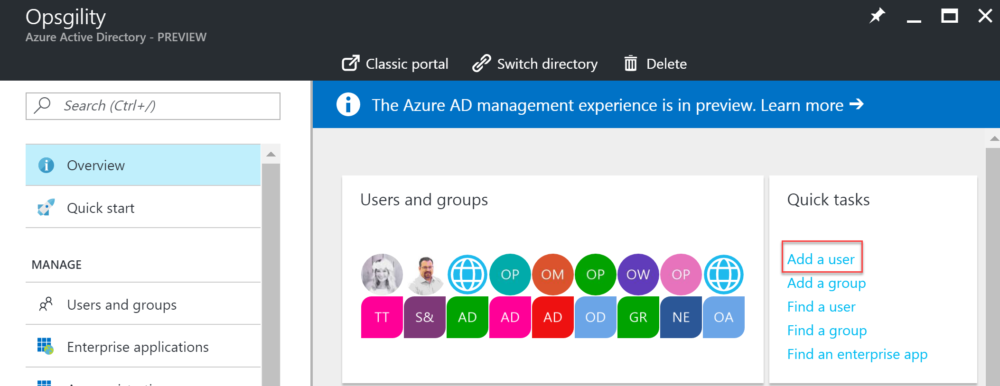 Opsgility
Azure Active Directory - PREVIEW
Classic portal
Switch directory
Delete
Search (Ctrl+/)
The Azure AD management experience is in preview. Learn more →
Overview
Quick start
MANAGE
Users and groups
Enterprise applications
Users and groups
OP OM OP OW OP
TT S& AD AD AD OD GR NE OA
Quick tasks
Add a user
Add a group
Find a user
Find a group
Find an enterprise app